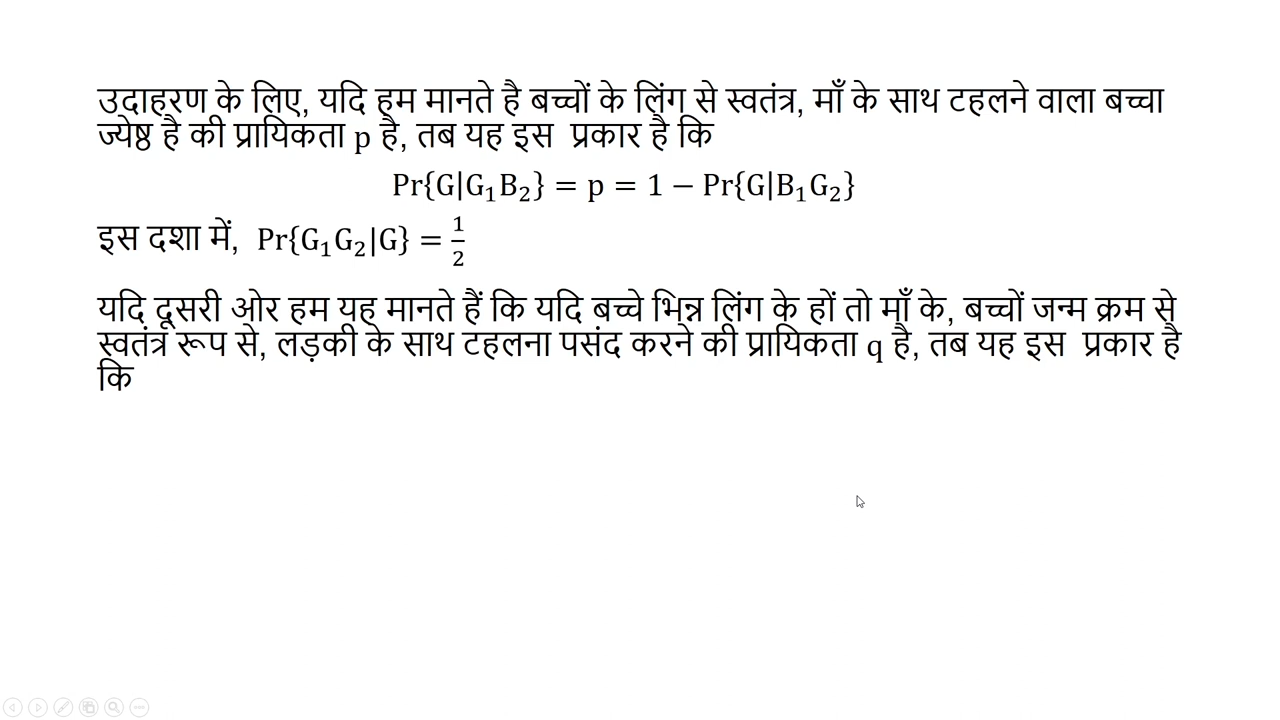 उदाहरण के लिए, यदि हम मानते है बच्चों के लिंग से स्वतंत्र, माँ के साथ टहलने वाला बच्चा
ज्येष्ठ है की प्रायिकता p है, तब यह इस प्रकार है कि
Pr{G|G₁B₂} = p = 1 − Pr{G|B₁G₂}
इस दशा में, Pr{G₁G₂|G} = 1/2
यदि दूसरी ओर हम यह मानते हैं कि यदि बच्चे भिन्न लिंग के हों तो माँ के, बच्चों जन्म क्रम से
स्वतंत्र रूप से, लड़की के साथ टहलना पसंद करने की प्रायिकता q है, तब यह इस प्रकार है
कि